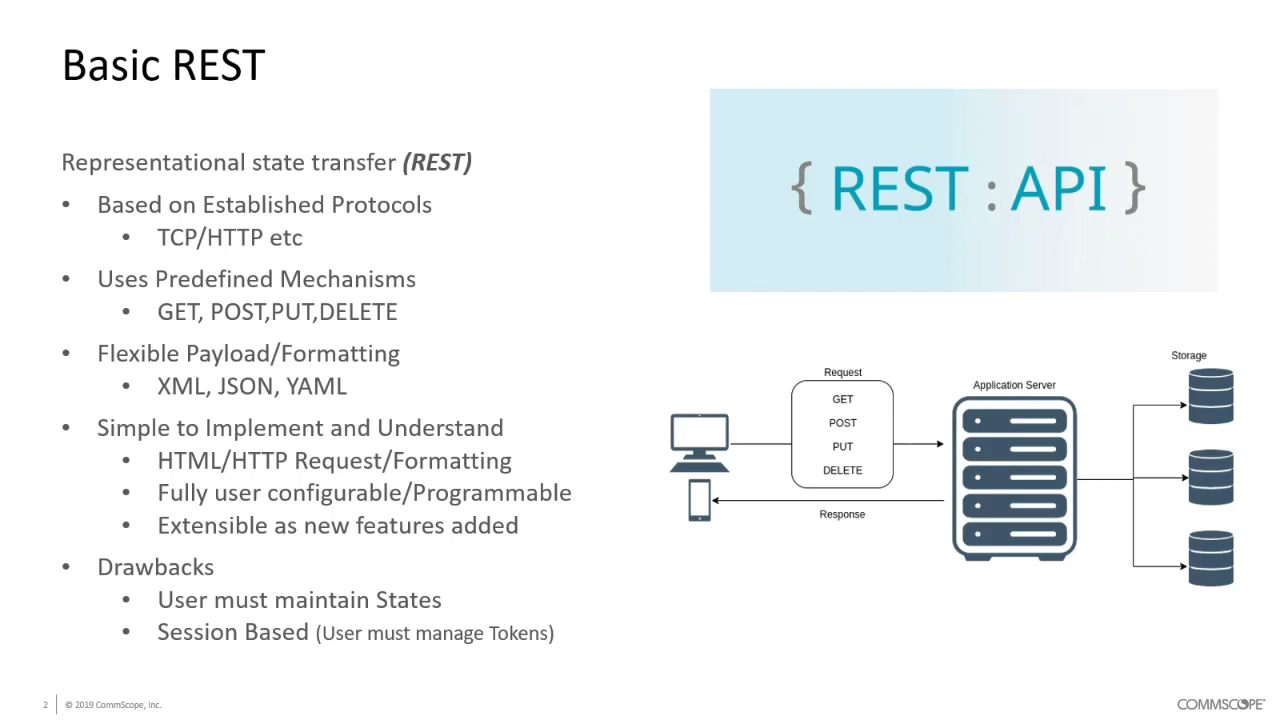 Basic REST
Representational state transfer (REST)
• Based on Established Protocols
• TCP/HTTP etc
• Uses Predefined Mechanisms
• GET, POST,PUT,DELETE
• Flexible Payload/Formatting
• XML, JSON, YAML
• Simple to Implement and Understand
• HTML/HTTP Request/Formatting
• Fully user configurable/Programmable
• Extensible as new features added
• Drawbacks
• User must maintain States
• Session Based (User must manage Tokens)
{ REST : API }
Request
GET
POST
PUT
DELETE
Response
Application Server
Storage
2
© 2019 CommScope, Inc.
COMMSCOPE®